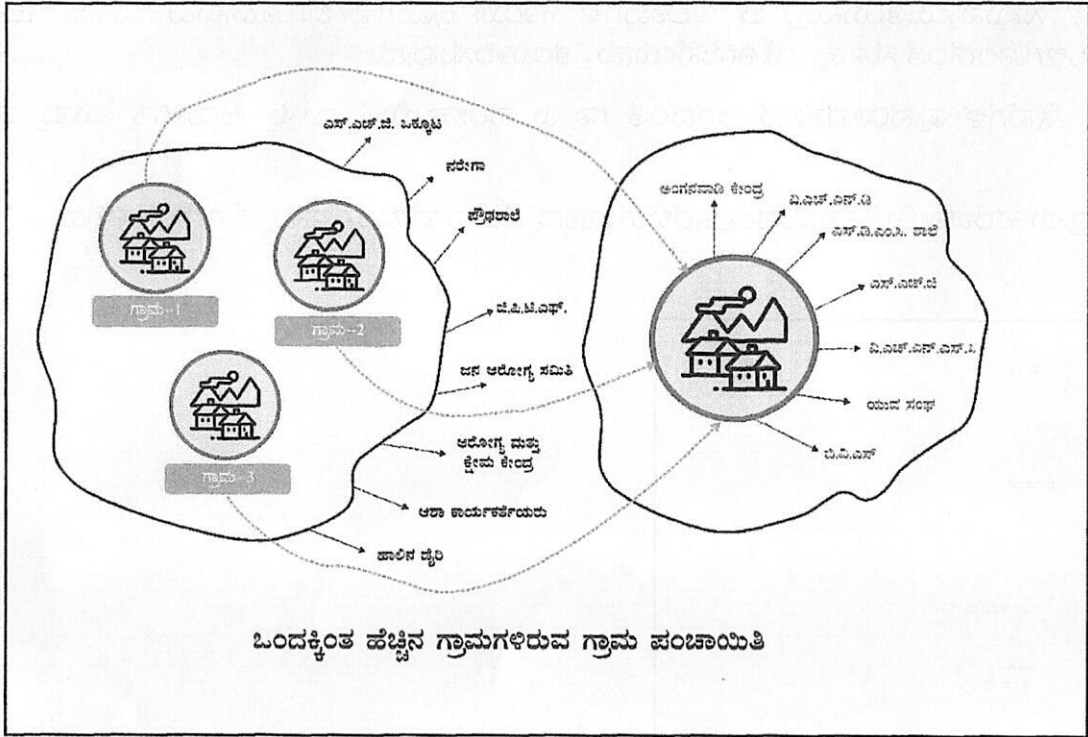 ಎಸ್.ಎಚ್.ಜಿ. ಒಕ್ಕೂಟ
ನರೇಗಾ
ಪ್ರೌಢಶಾಲೆ
ಜಿ.ಪಿ.ಟಿ.ಎಫ್.
ಜನ ಆರೋಗ್ಯ ಸಮಿತಿ
ಆರೋಗ್ಯ ಮತ್ತು
ಕ್ಷೇಮ ಕೇಂದ್ರ
ಆಶಾ ಕಾರ್ಯಕರ್ತೆಯರು
ಹಾಲಿನ ಡೈರಿ
ಗ್ರಾಮ-1
ಗ್ರಾಮ-2
ಗ್ರಾಮ-3
ಅಂಗನವಾಡಿ ಕೇಂದ್ರ
ವಿ.ಎಚ್.ಎನ್.ಡಿ
ಎಸ್.ಡಿ.ಎಂ.ಸಿ. ಶಾಲೆ
ಎಸ್.ಎಚ್.ಜಿ
ವಿ.ಎಚ್.ಎನ್.ಎಸ್.ಸಿ
ಯುವ ಸಂಘ
ಬಿ.ವಿ.ಎಸ್
ಒಂದಕ್ಕಿಂತ ಹೆಚ್ಚಿನ ಗ್ರಾಮಗಳಿರುವ ಗ್ರಾಮ ಪಂಚಾಯಿತಿ